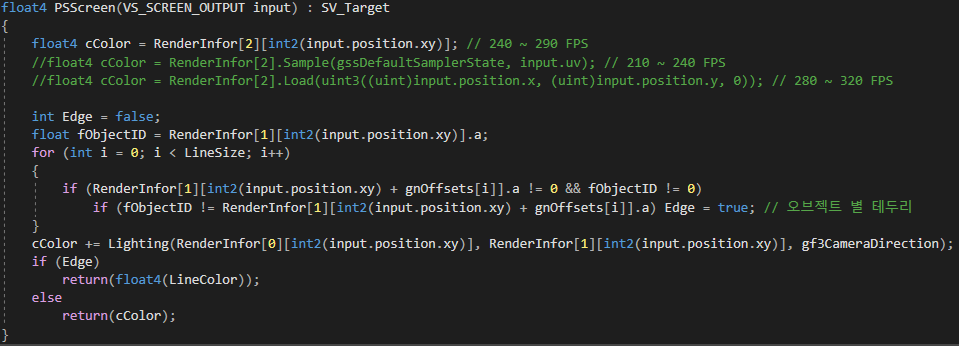 float4 PSScreen(VS_SCREEN_OUTPUT input) : SV_Target
{
float4 cColor = RenderInfor[2][int2(input.position.xy)]; // 240 ~ 290 FPS
//float4 cColor = RenderInfor[2].Sample(gssDefaultSamplerState, input.uv); // 210 ~ 240 FPS
//float4 cColor = RenderInfor[2].Load(uint3((uint)input.position.x, (uint)input.position.y, 0)); // 280 ~ 320 FPS
int Edge = false;
float fObjectID = RenderInfor[1][int2(input.position.xy)].a;
for (int i = 0; i < LineSize; i++)
{
if (RenderInfor[1][int2(input.position.xy) + gnOffsets[i]].a != 0 && fObjectID != 0)
if (fObjectID != RenderInfor[1][int2(input.position.xy) + gnOffsets[i]].a) Edge = true; // 오브젝트 별 테두리
}
cColor += Lighting(RenderInfor[0][int2(input.position.xy)], RenderInfor[1][int2(input.position.xy)], gf3CameraDirection);
if (Edge)
return(float4(LineColor));
else
return(cColor);
}